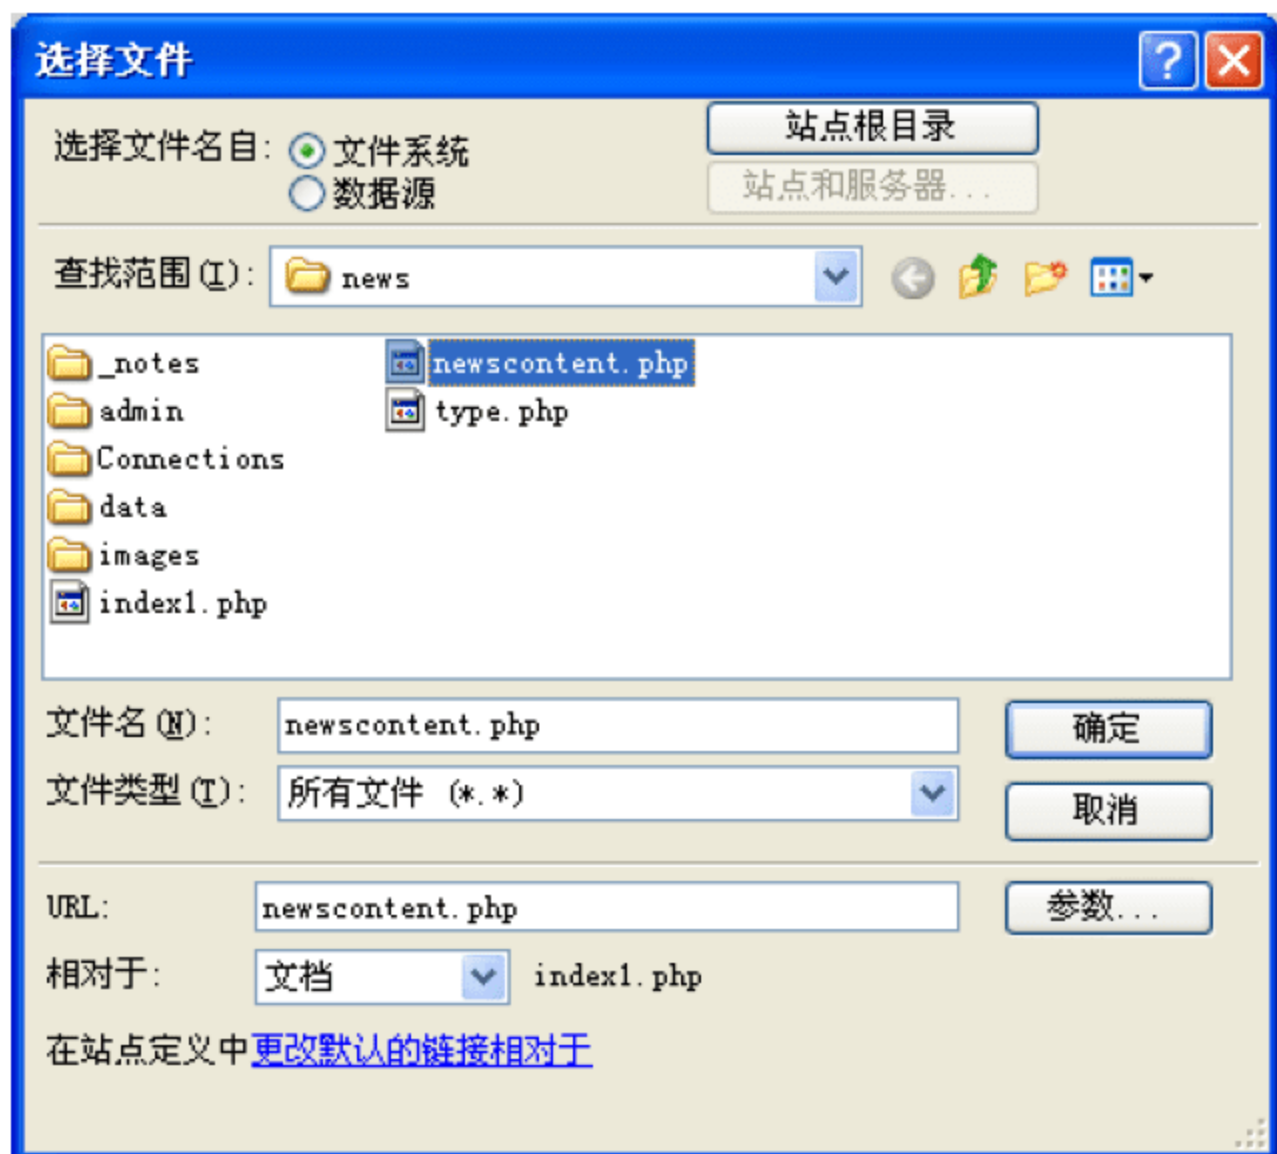 选择文件
选择文件名自: 文件系统 站点根目录
数据源 站点和服务器...
查找范围(I): news
_notes newscontent.php
admin type.php
Connections
data
images
index1.php
文件名(N): newscontent.php 确定
文件类型(T): 所有文件 (*.*) 取消
URL: newscontent.php 参数...
相对于: 文档 index1.php
在站点定义中更改默认的链接相对于